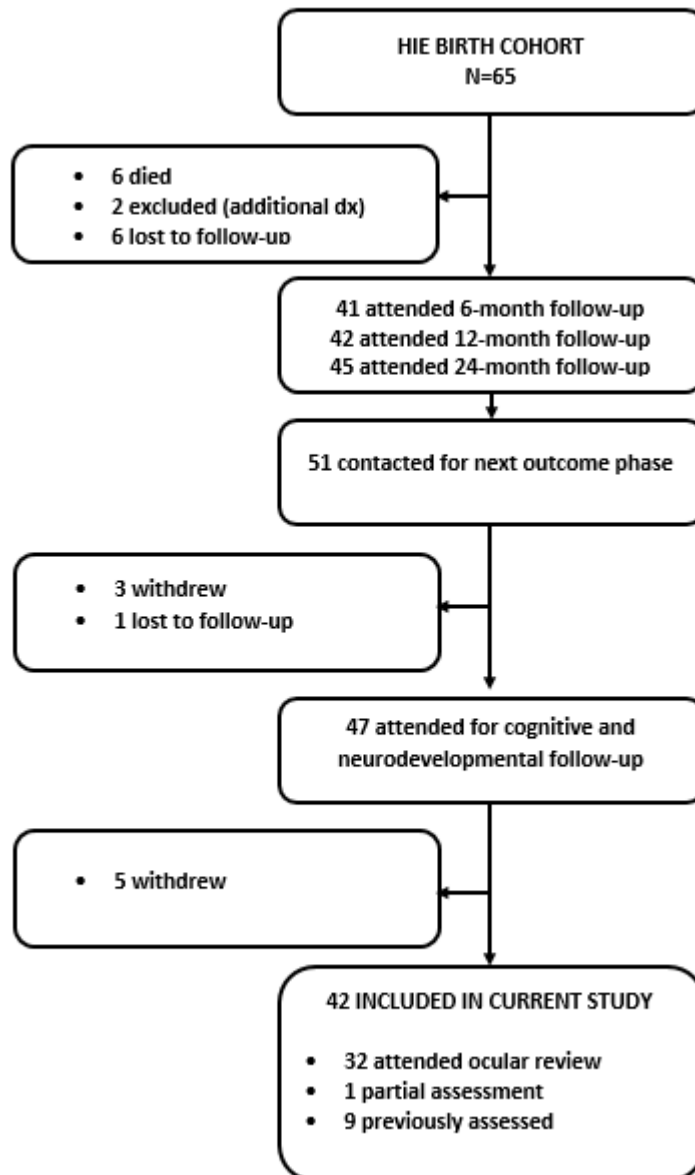 HIE BIRTH COHORT
N=65
• 6 died
• 2 excluded (additional dx)
• 6 lost to follow-up
41 attended 6-month follow-up
42 attended 12-month follow-up
45 attended 24-month follow-up
51 contacted for next outcome phase
• 3 withdrew
• 1 lost to follow-up
47 attended for cognitive and
neurodevelopmental follow-up
• 5 withdrew
42 INCLUDED IN CURRENT STUDY
• 32 attended ocular review
• 1 partial assessment
• 9 previously assessed